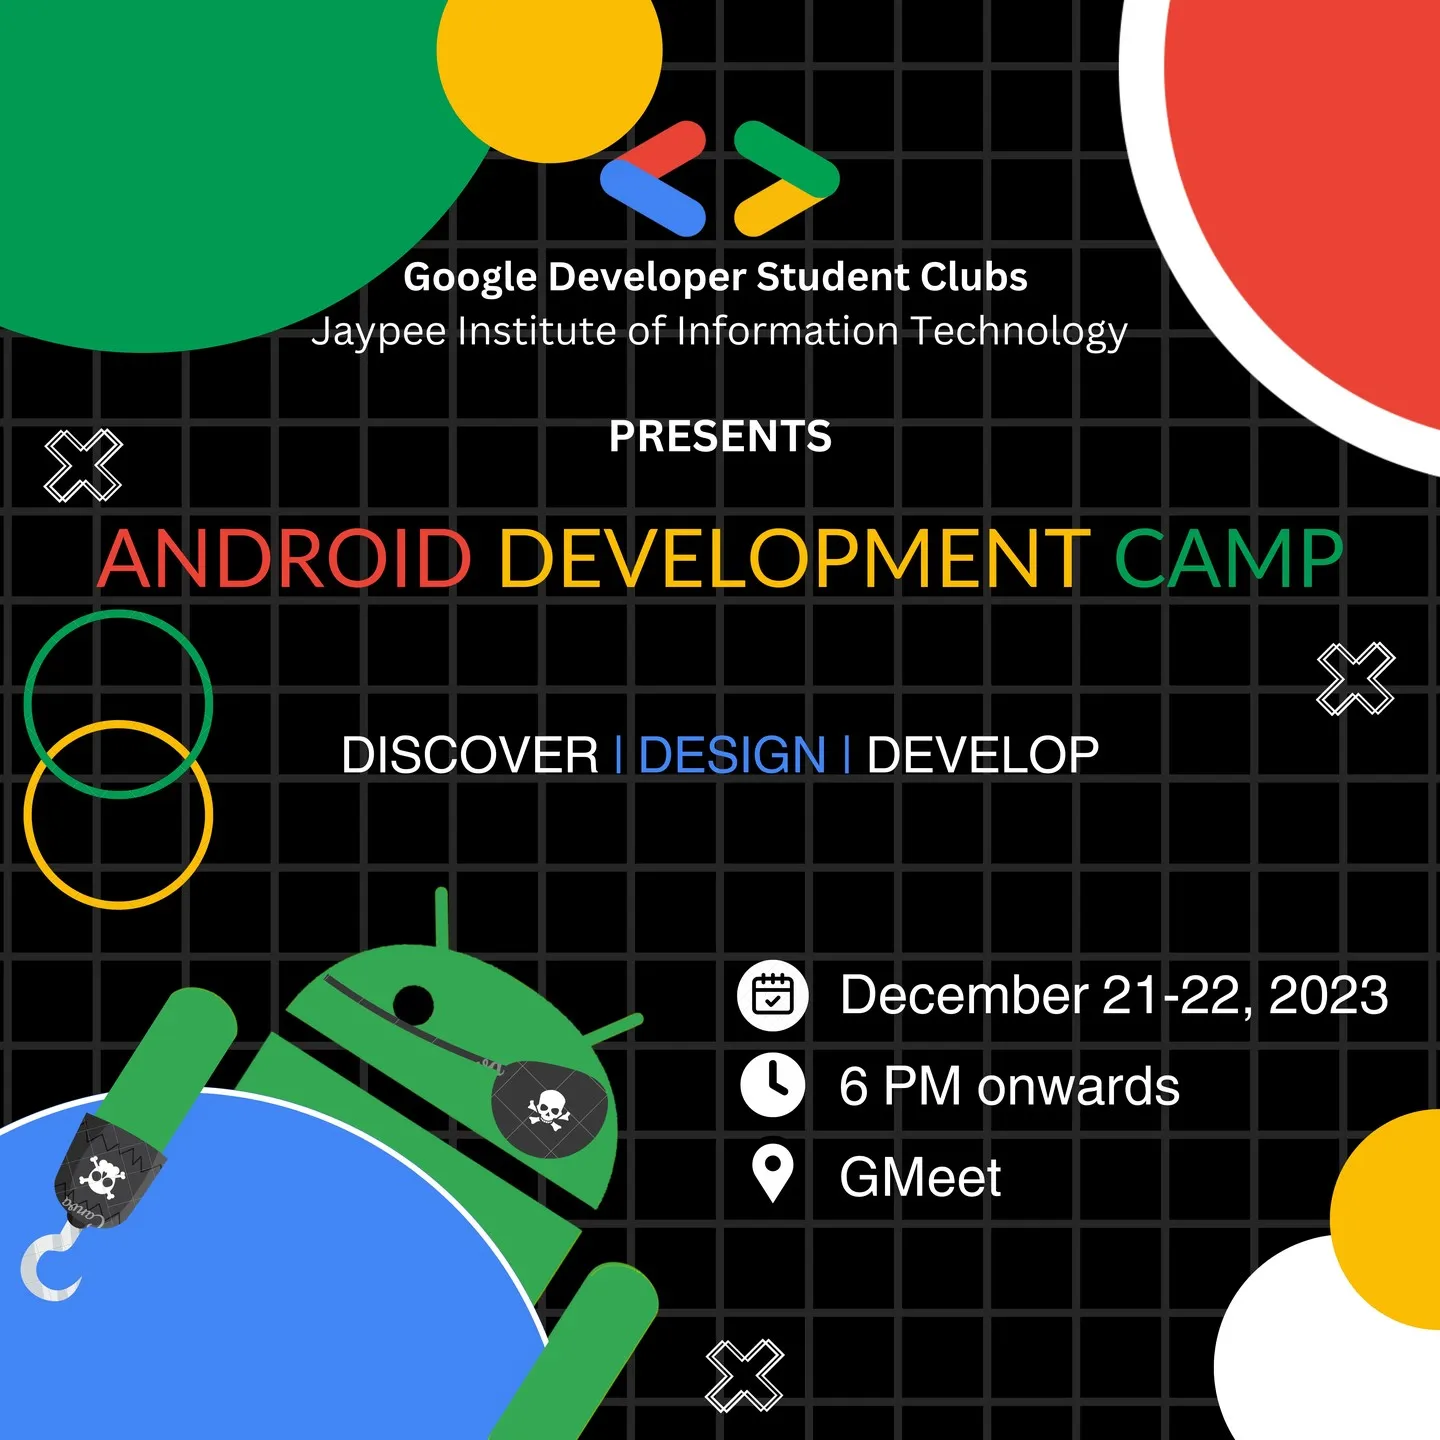 Google Developer Student Clubs
Jaypee Institute of Information Technology
PRESENTS
ANDROID DEVELOPMENT CAMP
DISCOVER | DESIGN | DEVELOP
December 21-22, 2023
6 PM onwards
GMeet
Canva